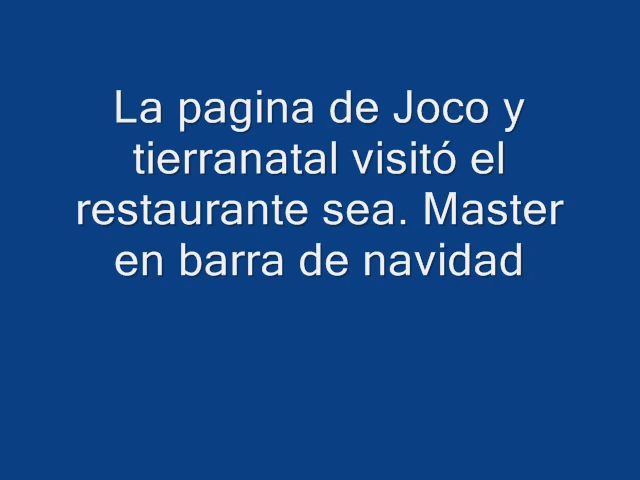 La pagina de Joco y
tierranatal visitó el
restaurante sea. Master
en barra de navidad